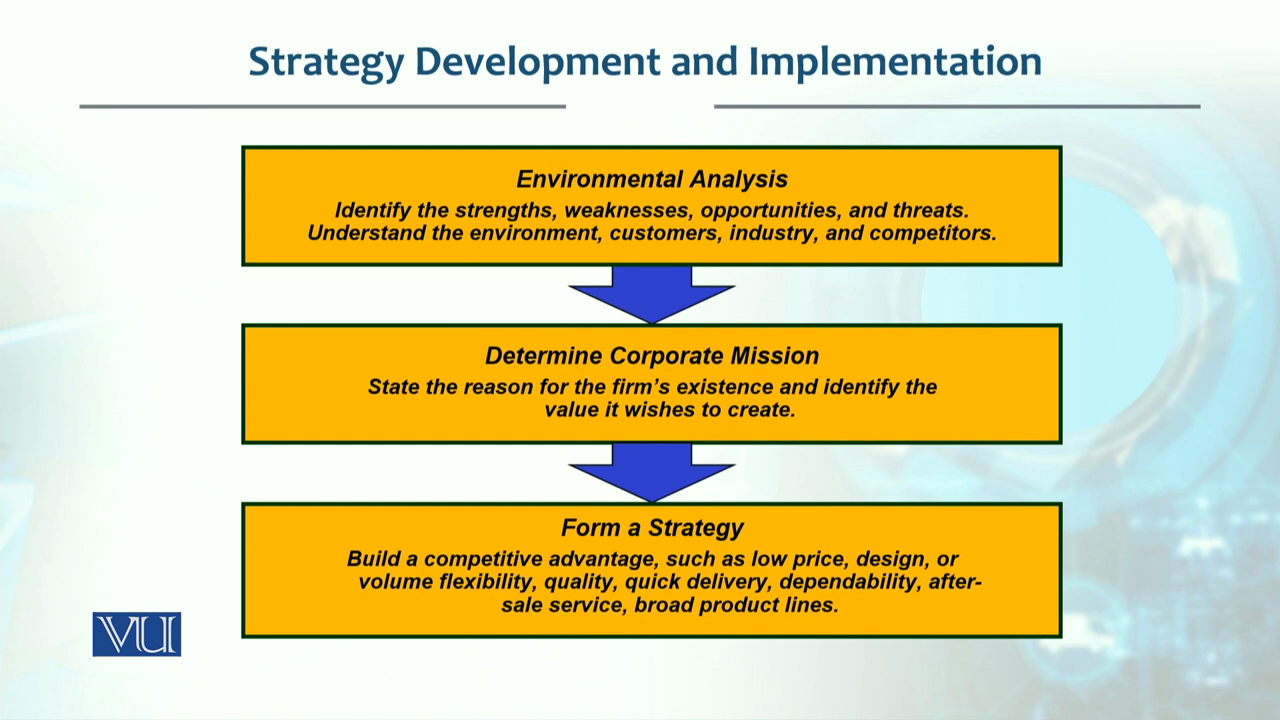 Strategy Development and Implementation
Environmental Analysis
Identify the strengths, weaknesses, opportunities, and threats.
Understand the environment, customers, industry, and competitors.
Determine Corporate Mission
State the reason for the firm’s existence and identify the
value it wishes to create.
Form a Strategy
Build a competitive advantage, such as low price, design, or
volume flexibility, quality, quick delivery, dependability, after-
sale service, broad product lines.
VU